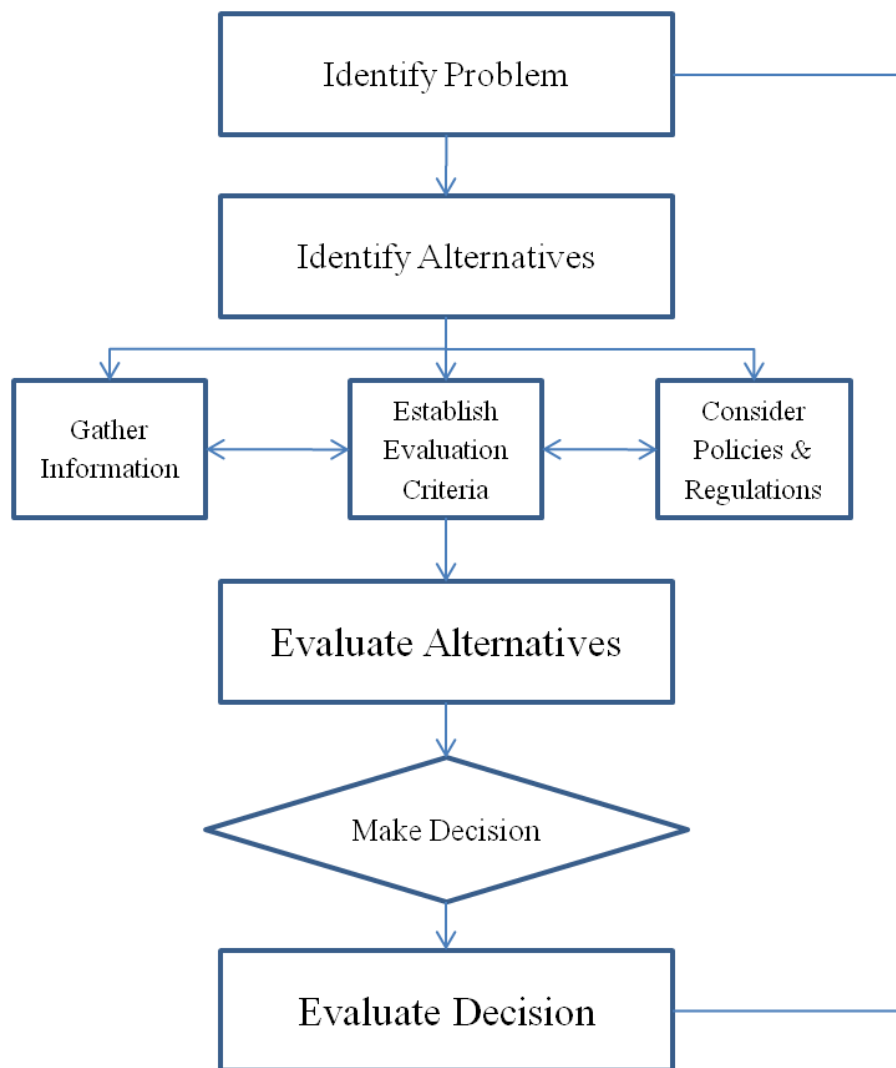 Identify Problem
Identify Alternatives
Gather
Information
Establish
Evaluation
Criteria
Consider
Policies &
Regulations
Evaluate Alternatives
Make Decision
Evaluate Decision